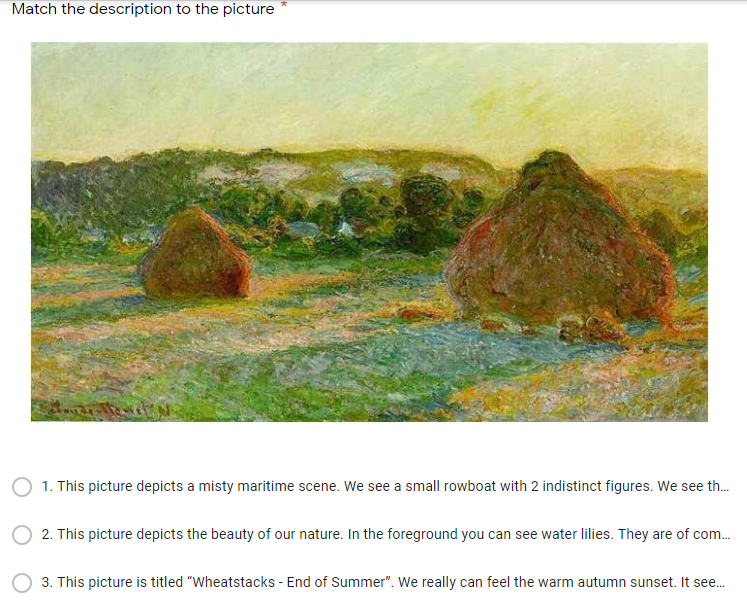 Match the description to the picture *
Claude Monet 91
1. This picture depicts a misty maritime scene. We see a small rowboat with 2 indistinct figures. We see th...
2. This picture depicts the beauty of our nature. In the foreground you can see water lilies. They are of com...
3. This picture is titled “Wheatstacks - End of Summer”. We really can feel the warm autumn sunset. It see...